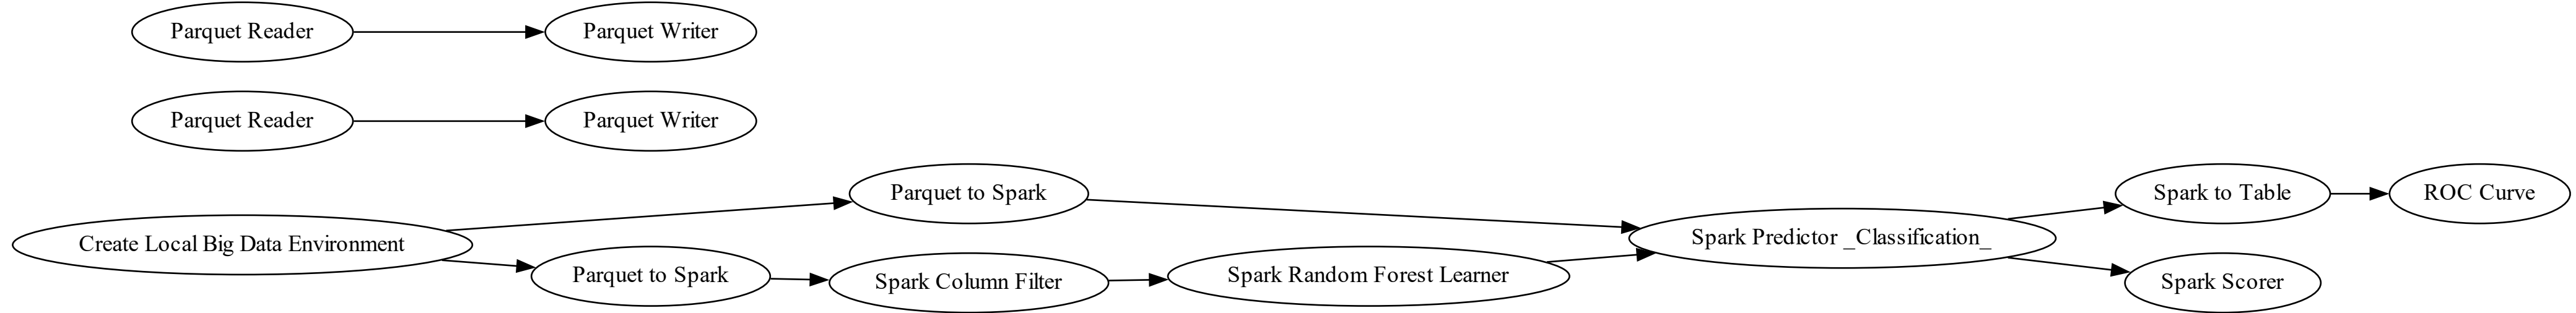 Parquet Reader
Parquet Writer
Parquet Reader
Parquet Writer
Create Local Big Data Environment
Parquet to Spark
Parquet to Spark
Spark Column Filter
Spark Random Forest Learner
Spark Predictor _Classification_
Spark to Table
ROC Curve
Spark Scorer